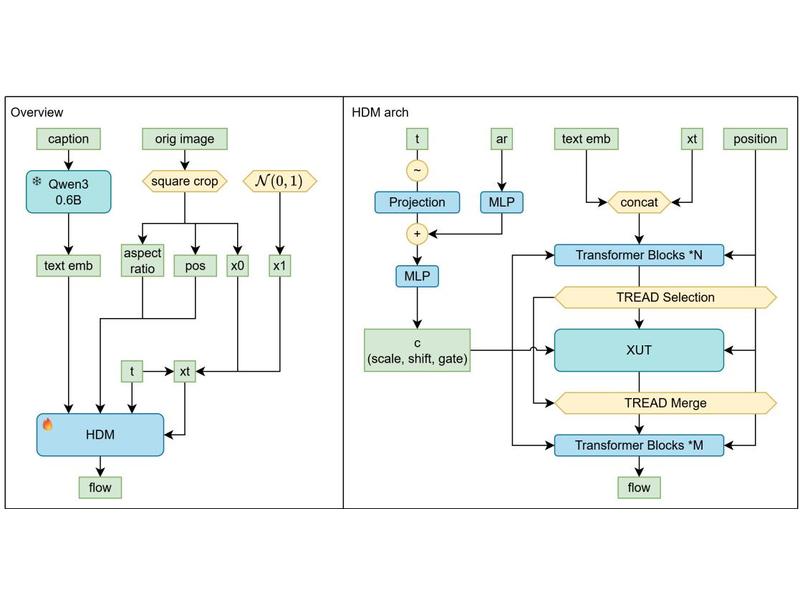 Overview
caption
orig image
Qwen3
0.6B
square crop
𝒩(0,1)
text emb
aspect
ratio
pos
x0
x1
t
xt
HDM
flow
HDM arch
t
ar
text emb
xt
position
~
Projection
MLP
concat
+
MLP
Transformer Blocks *N
TREAD Selection
c
(scale, shift, gate)
XUT
TREAD Merge
Transformer Blocks *M
flow